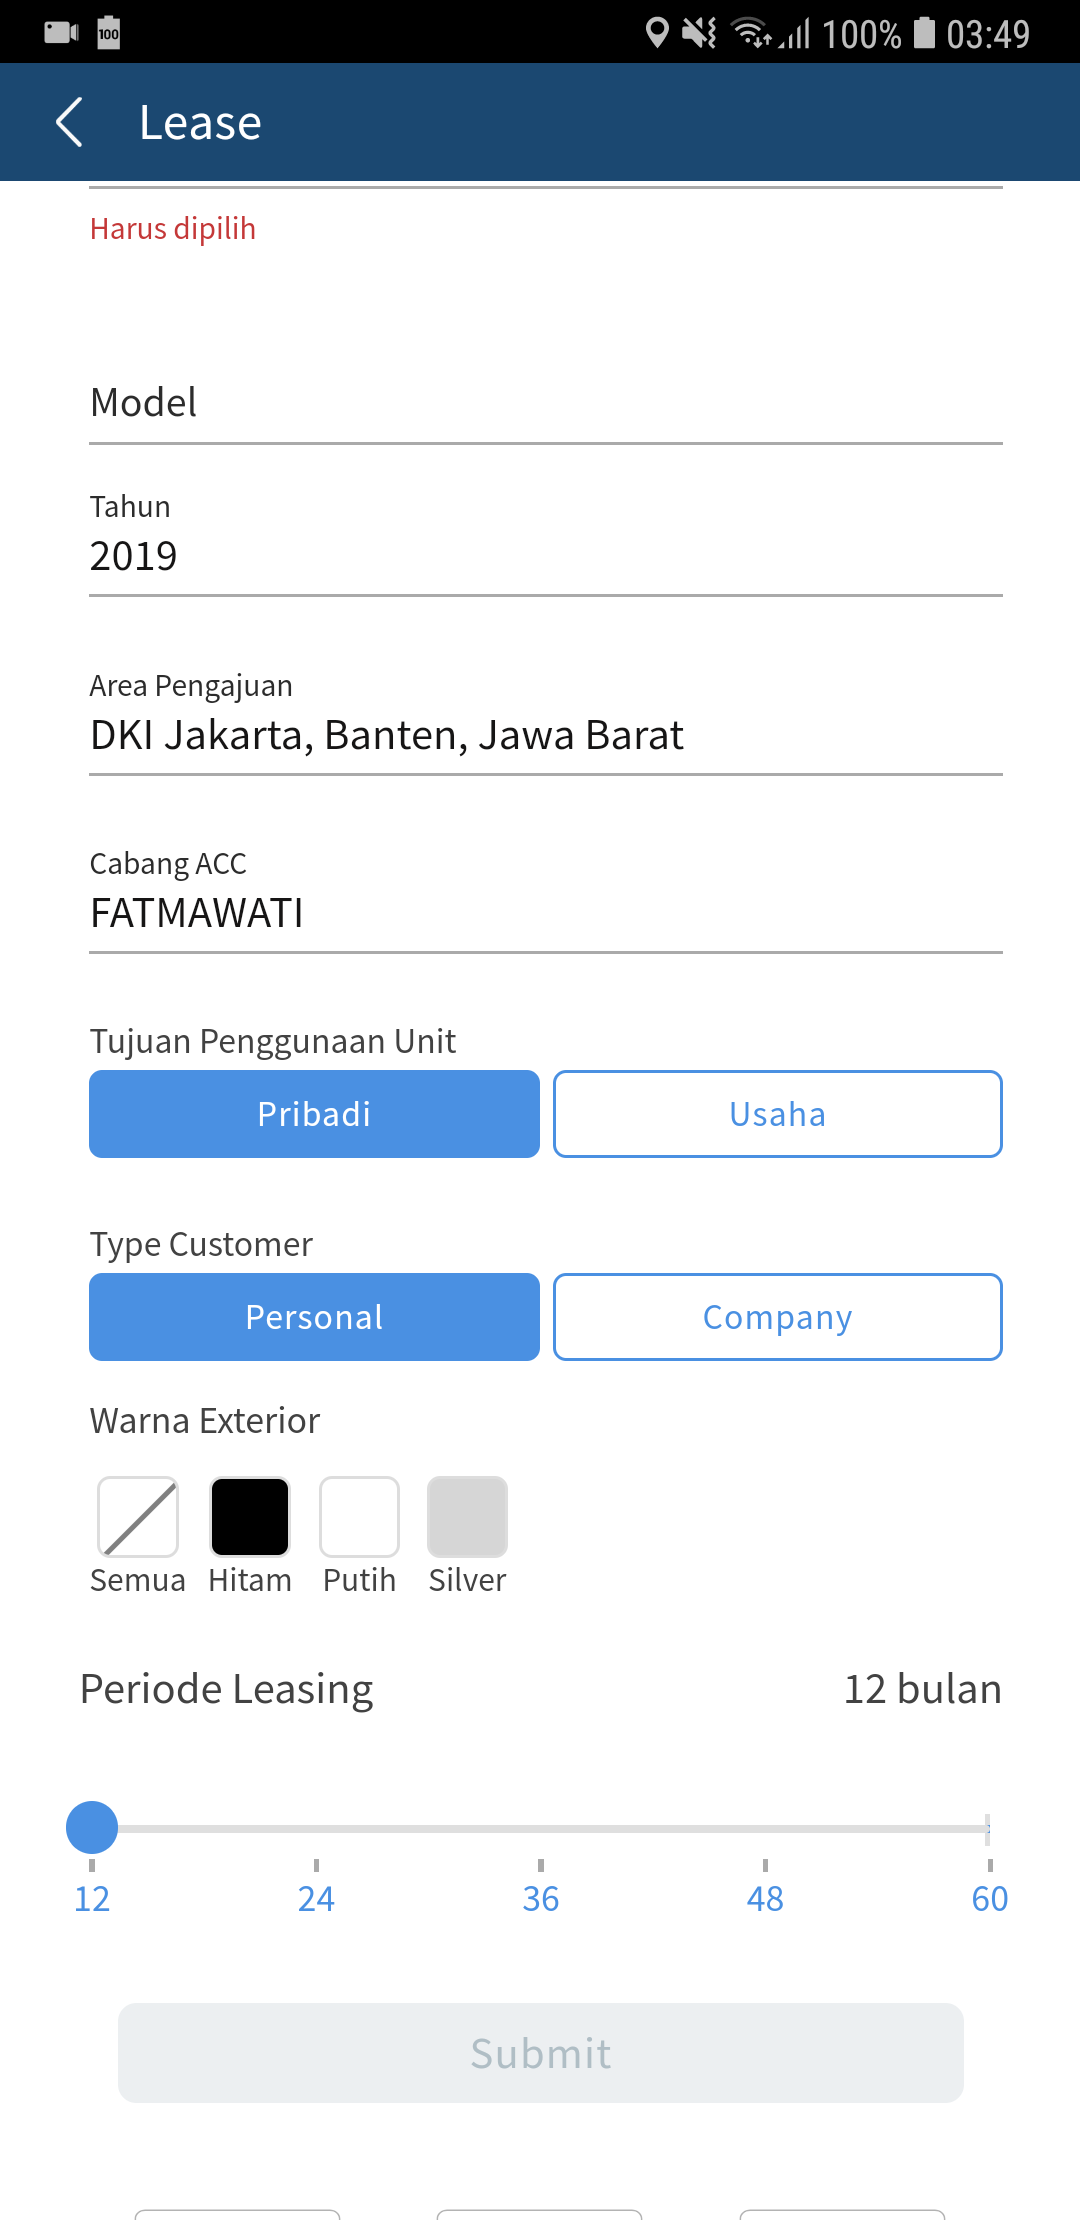 100 100% 03:49
Lease
Harus dipilih
Model
Tahun
2019
Area Pengajuan
DKI Jakarta, Banten, Jawa Barat
Cabang ACC
FATMAWATI
Tujuan Penggunaan Unit
Pribadi Usaha
Type Customer
Personal Company
Warna Exterior
Semua Hitam Putih Silver
Periode Leasing 12 bulan
12 24 36 48 60
Submit